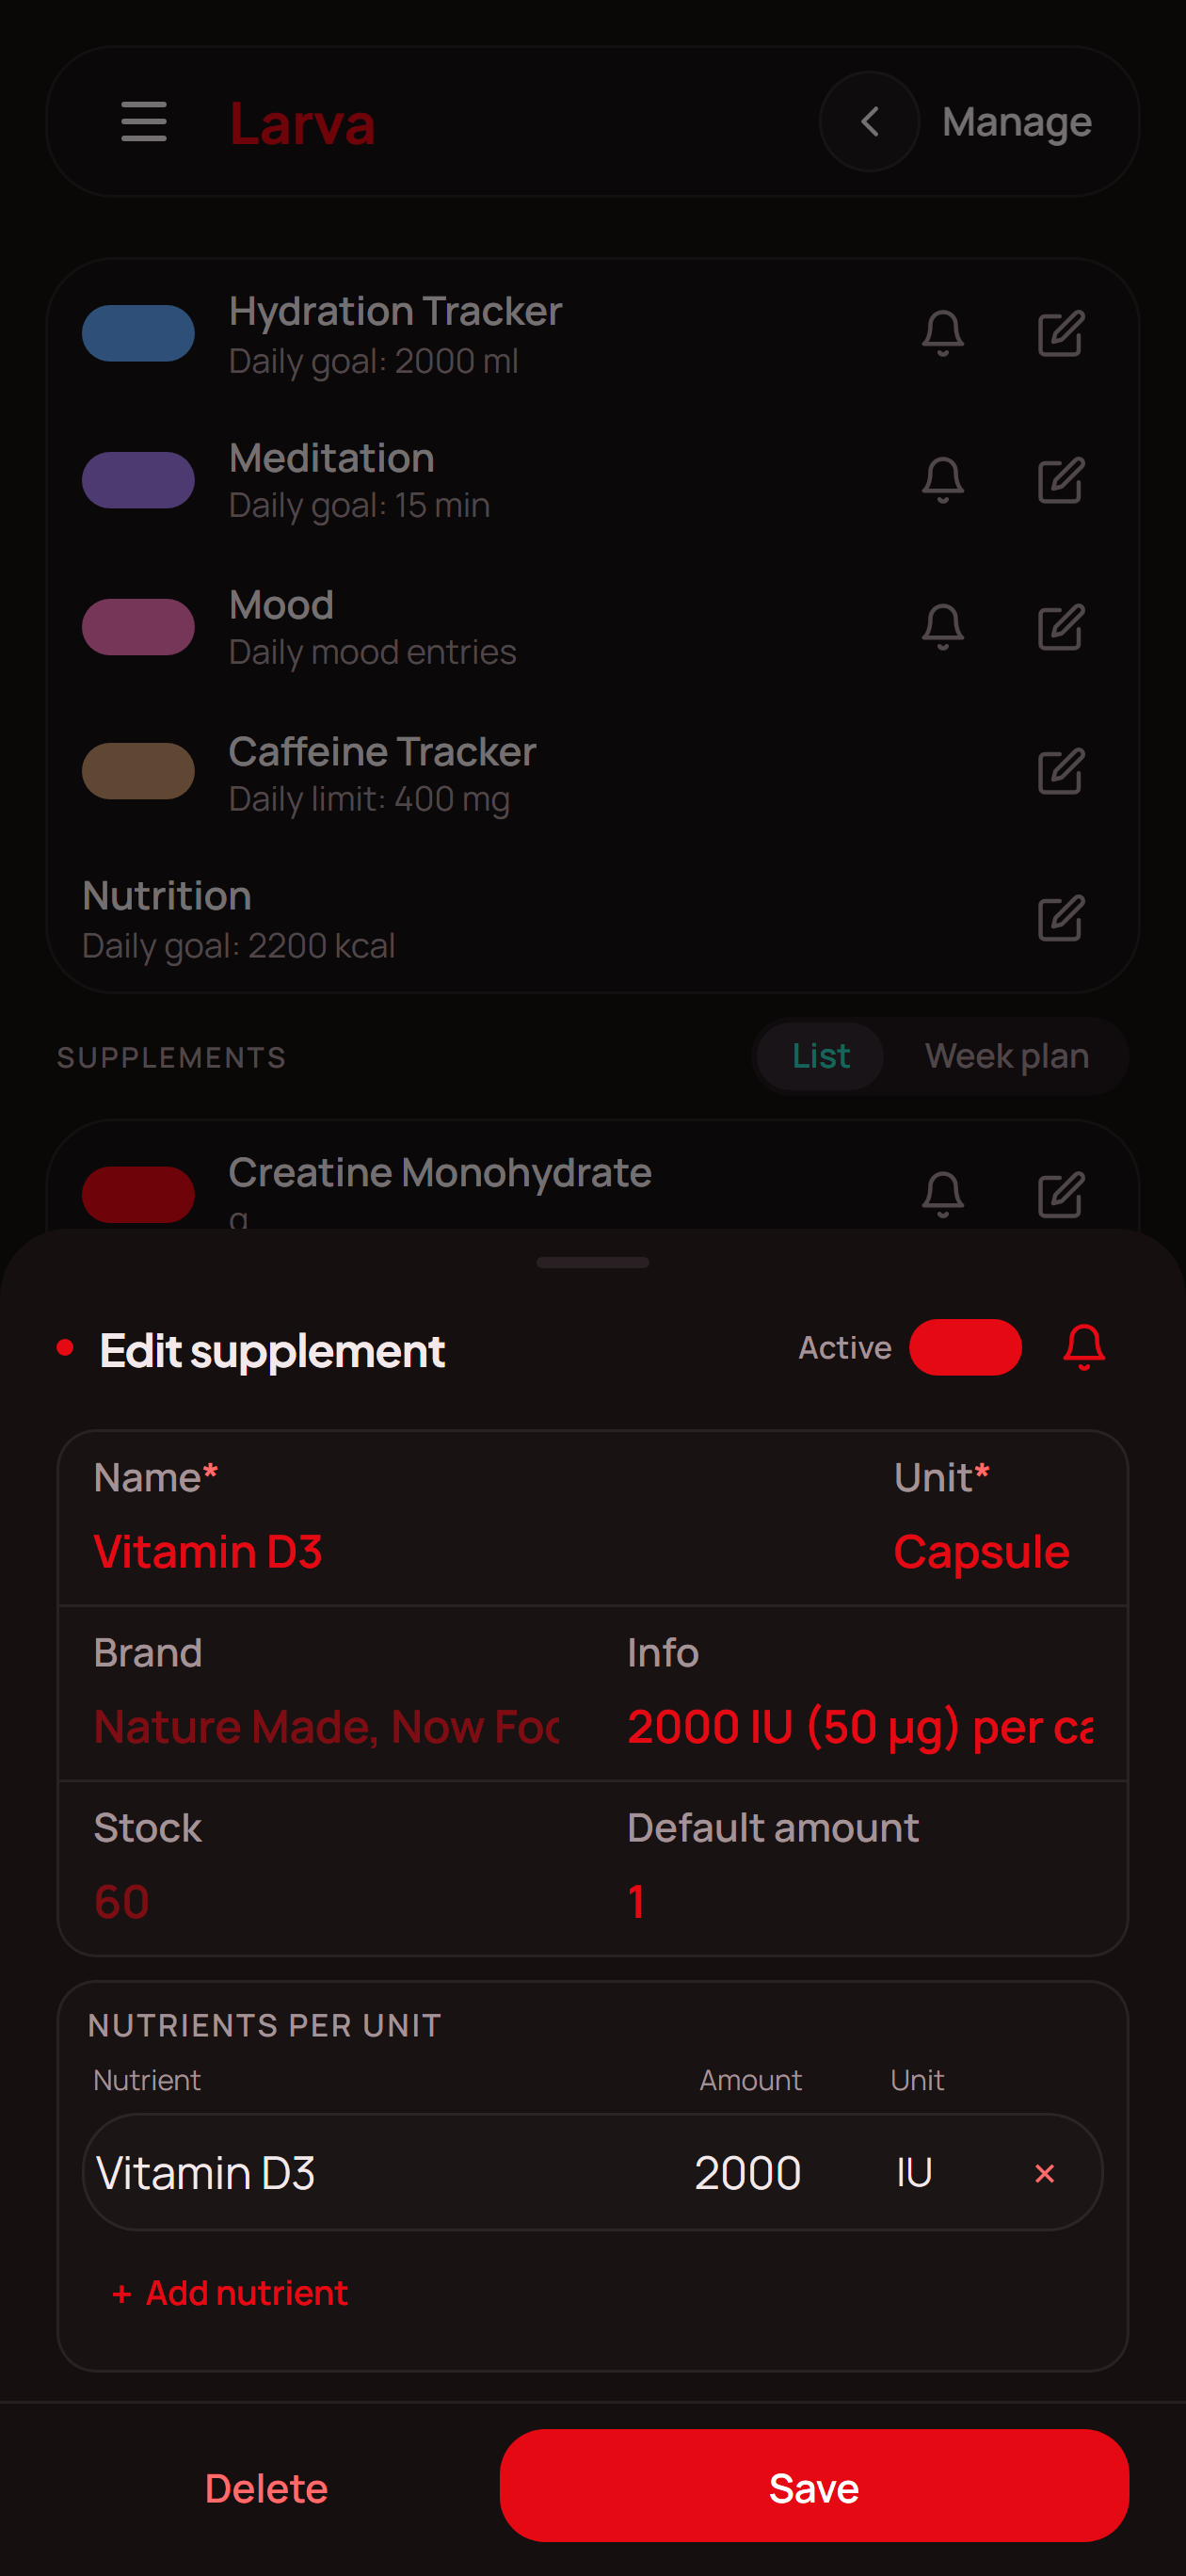 Larva
Manage
Hydration Tracker
Daily goal: 2000 ml
Meditation
Daily goal: 15 min
Mood
Daily mood entries
Caffeine Tracker
Daily limit: 400 mg
Nutrition
Daily goal: 2200 kcal
SUPPLEMENTS
List Week plan
Creatine Monohydrate
g
Edit supplement
Active
Name* Unit*
Vitamin D3 Capsule
Brand Info
Nature Made, Now Foo 2000 IU (50 µg) per ca
Stock Default amount
60 1
NUTRIENTS PER UNIT
Nutrient Amount Unit
Vitamin D3 2000 IU ×
+ Add nutrient
Delete Save